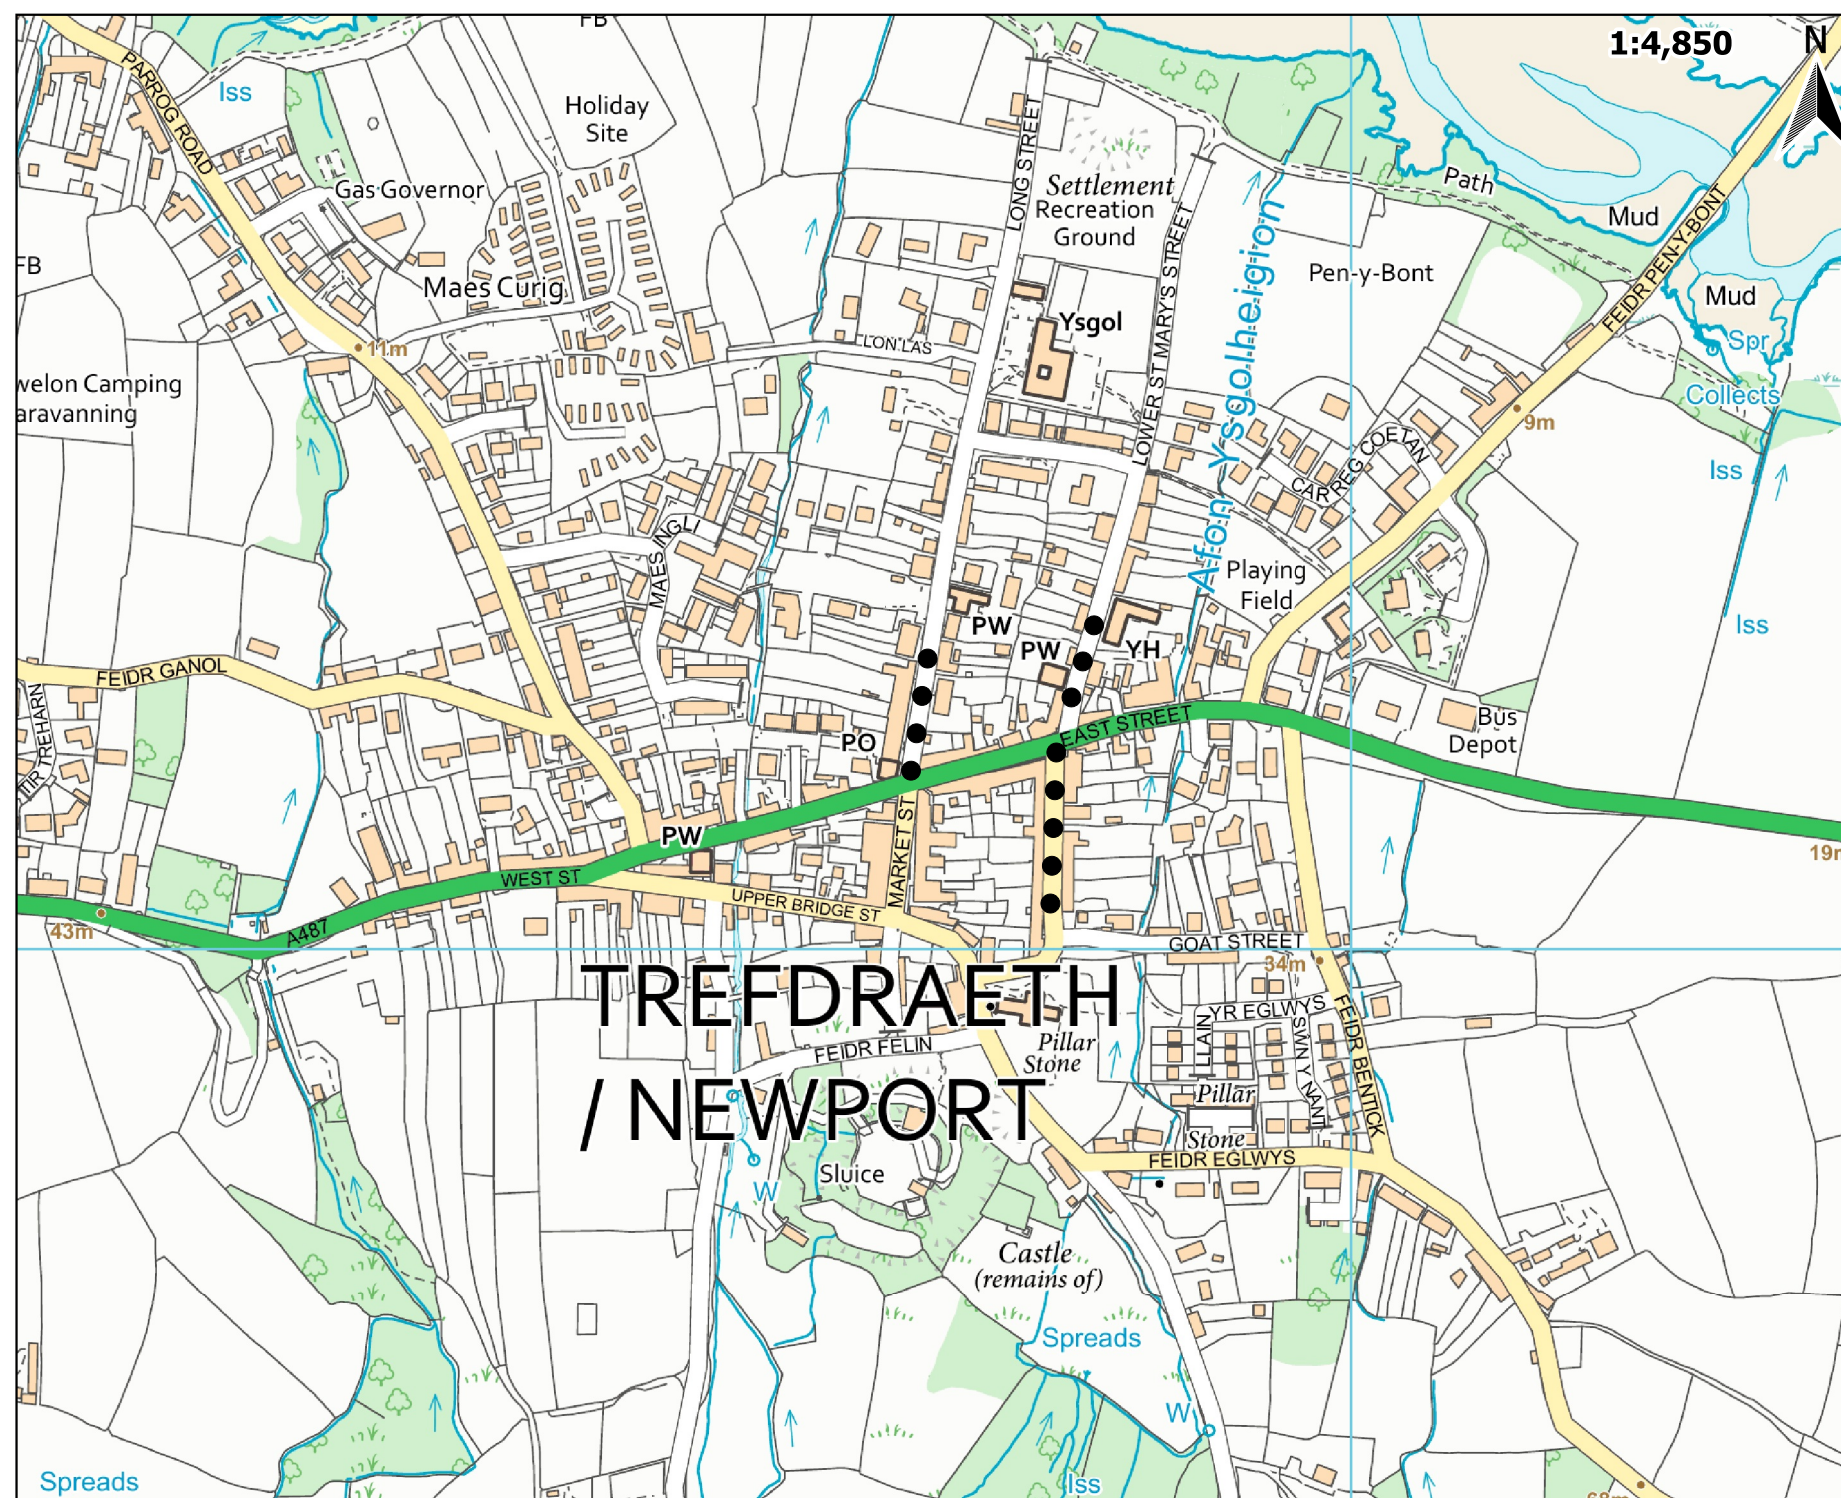 FB
1:4,850
N
PARROG ROAD
Iss
Holiday
Site
LONG STREET
Gas Governor
Settlement
Recreation
Ground
Path
Mud
FB
Maes Curig
LOWER ST MARY'S STREET
Pen-y-Bont
FEIDR PEN-Y-BONT
Mud
Ysgol
Spr
11m
LON LAS
welon Camping
aravanning
Collects
9m
Afon Ysgolheigion
CARREG COETAN
Iss
MAES INGLI
Playing
Field
PW
Iss
PW
YH
FEIDR GANOL
TIR TREHARN
PO
EAST STREET
Bus
Depot
PW
MARKET ST
19m
WEST ST
UPPER BRIDGE ST
43m
A487
GOAT STREET
34m
TREFDRAETH
/ NEWPORT
YR EGLWYS
LLAIN
SWN Y NANT
FEIDR BENTICK
FEIDR FELIN
Pillar
Stone
Pillar
Stone
FEIDR EGLWYS
Sluice
W
Castle
(remains of)
Spreads
W
Spreads
Iss
68m